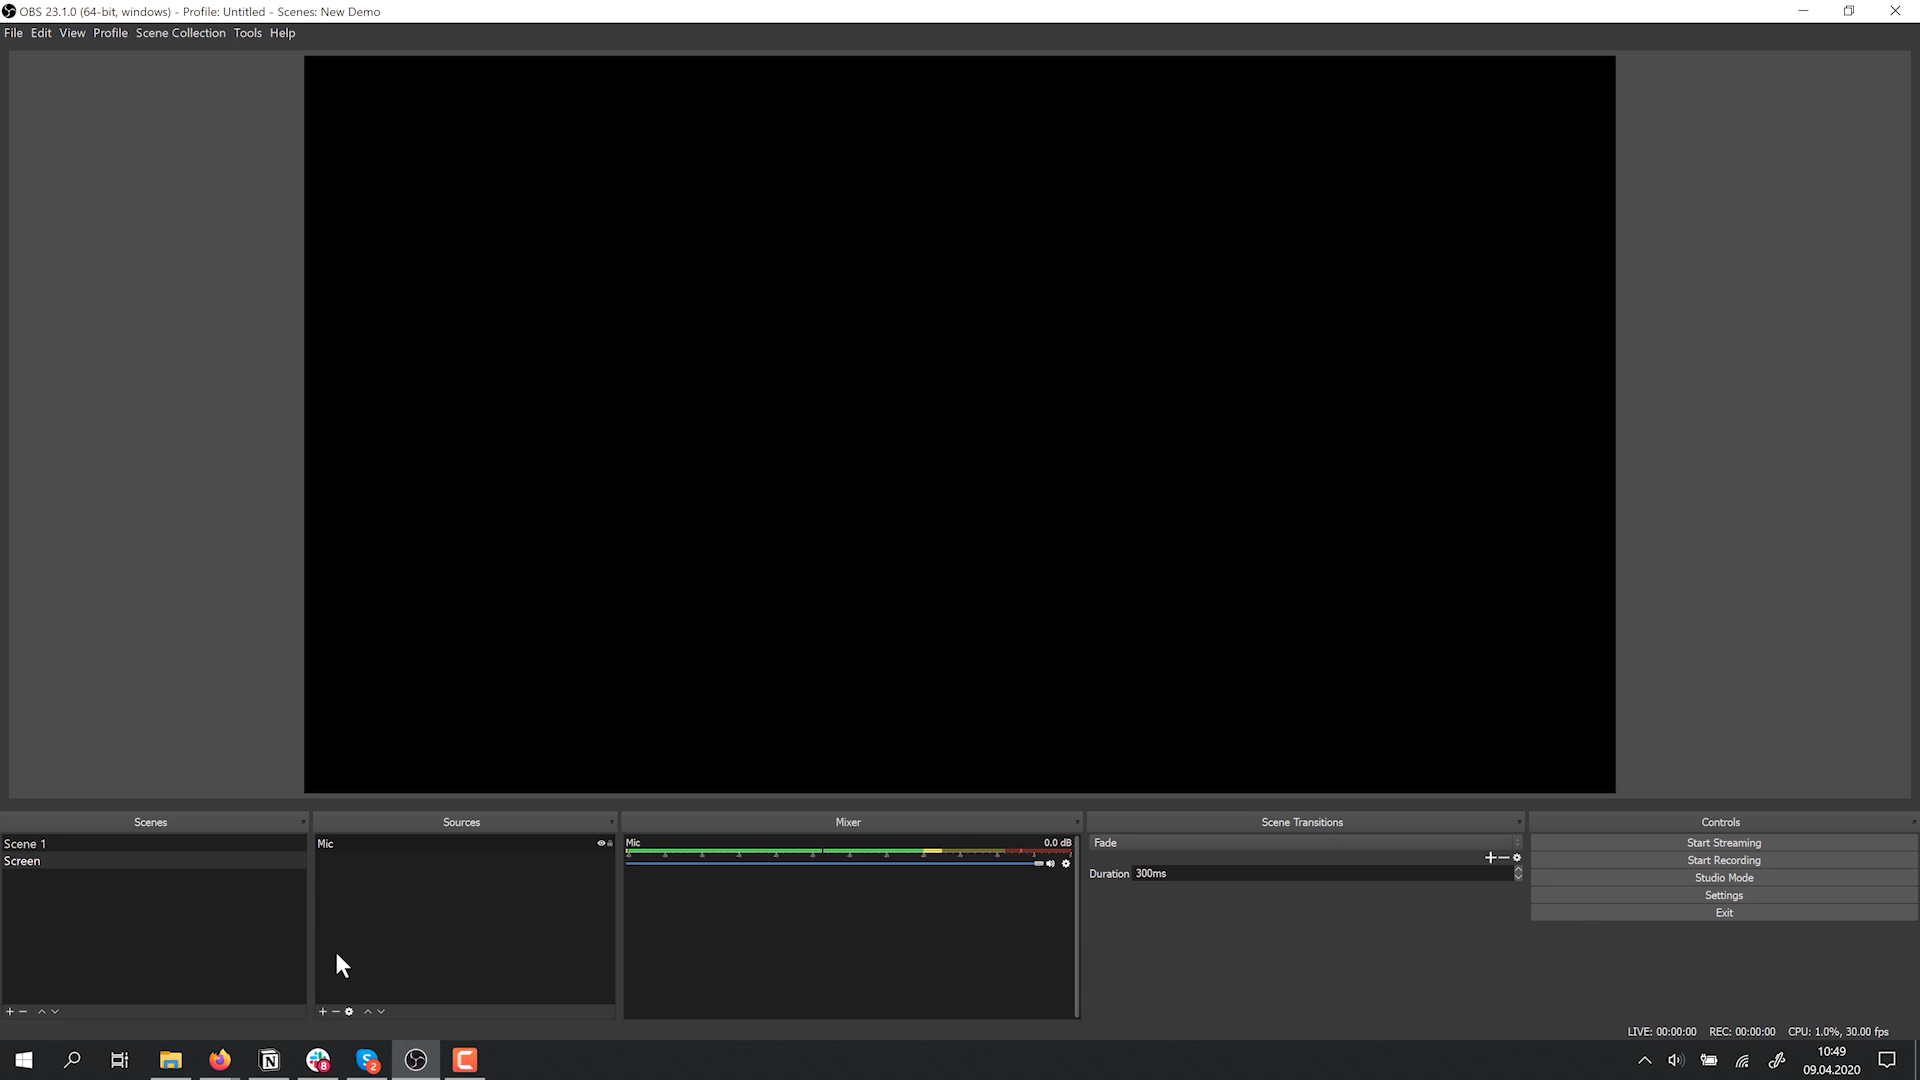 OBS 23.1.0 (64-bit, windows) - Profile: Untitled - Scenes: New Demo
File Edit View Profile Scene Collection Tools Help
Scenes
Scene 1
Screen
Sources
Mic
Mixer
Mic 0.0 dB
Scene Transitions
Fade
Duration 300ms
Controls
Start Streaming
Start Recording
Studio Mode
Settings
Exit
LIVE: 00:00:00 REC: 00:00:00 CPU: 1.0%, 30.00 fps
8
2
10:49
09.04.2020